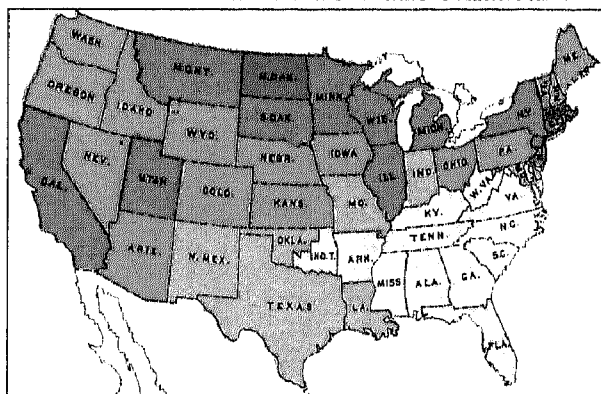 WASH.
MONT.
N.DAK.
MINN.
ME.
OREGON
IDAHO
S.DAK.
WIS.
MICH.
N.Y.
WYO.
NEBR.
IOWA
PA.
NEV.
UTAH
COLO.
ILL.
IND.
OHIO
W.VA.
CAL.
KANS.
MO.
KY.
VA.
ARIZ.
N. MEX.
OKLA.
IND.T.
ARK.
TENN.
N.C.
S.C.
TEXAS
LA.
MISS
ALA.
GA.
FLA.